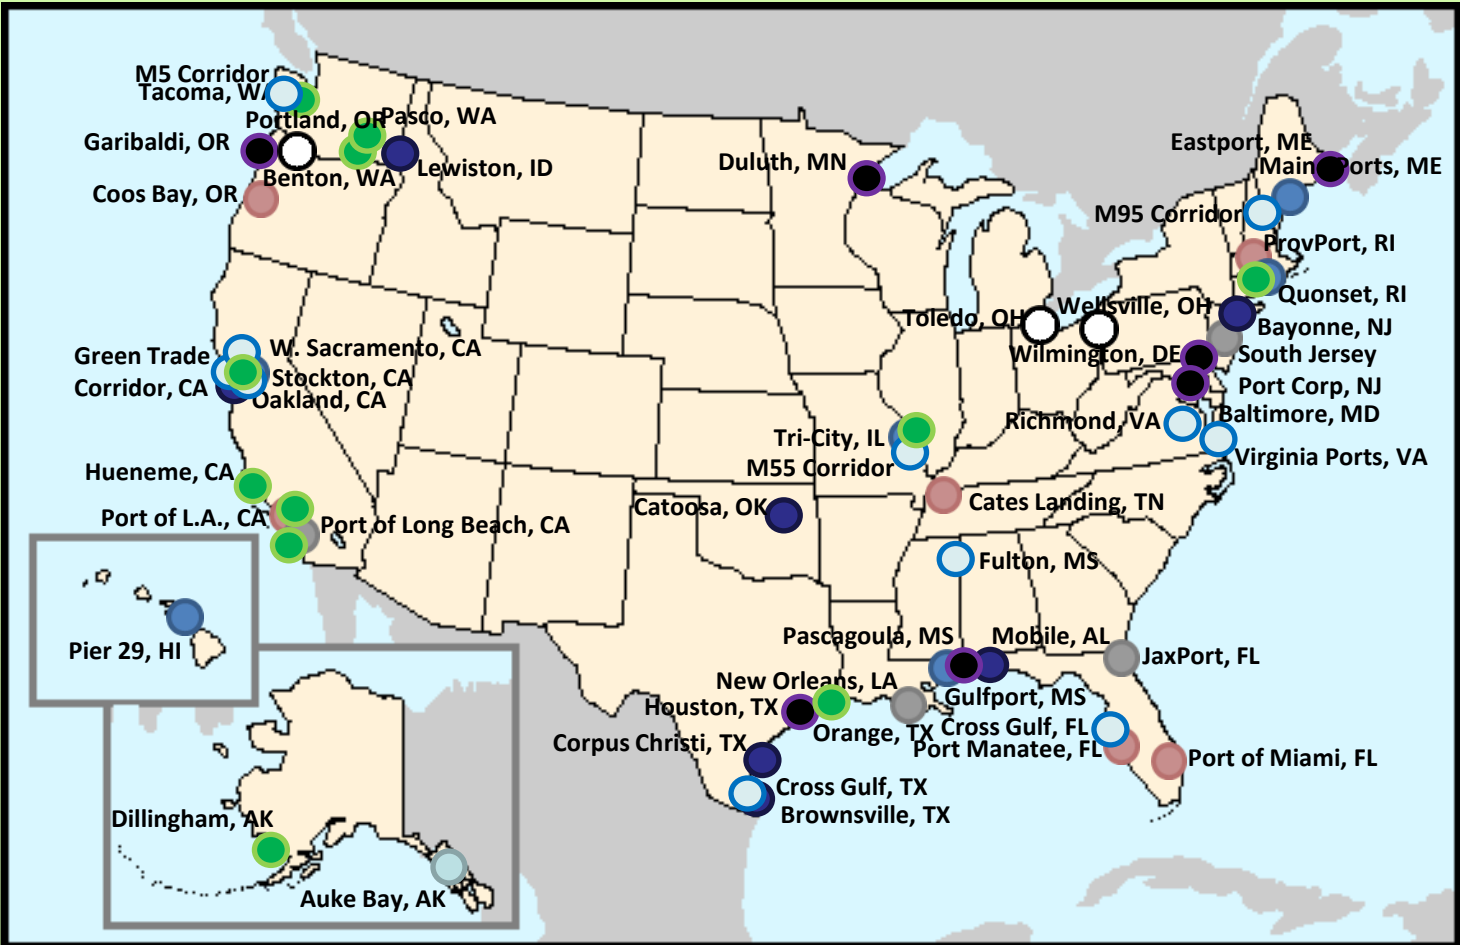 M5 Corridor
Tacoma, WA
Portland, OR
Pasco, WA
Garibaldi, OR
Lewiston, ID
Benton, WA
Coos Bay, OR
Duluth, MN
Eastport, ME
Maine Ports, ME
M95 Corridor
ProvPort, RI
Quonset, RI
Wellsville, OH
Toledo, OH
Bayonne, NJ
Wilmington, DE
South Jersey
Port Corp, NJ
Baltimore, MD
Richmond, VA
Virginia Ports, VA
Green Trade
Corridor, CA
W. Sacramento, CA
Stockton, CA
Oakland, CA
Tri-City, IL
M55 Corridor
Hueneme, CA
Port of L.A., CA
Port of Long Beach, CA
Catoosa, OK
Cates Landing, TN
Fulton, MS
Pier 29, HI
Pascagoula, MS
Mobile, AL
JaxPort, FL
New Orleans, LA
Gulfport, MS
Houston, TX
Orange, TX
Cross Gulf, FL
Port Manatee, FL
Port of Miami, FL
Corpus Christi, TX
Cross Gulf, TX
Brownsville, TX
Dillingham, AK
Auke Bay, AK